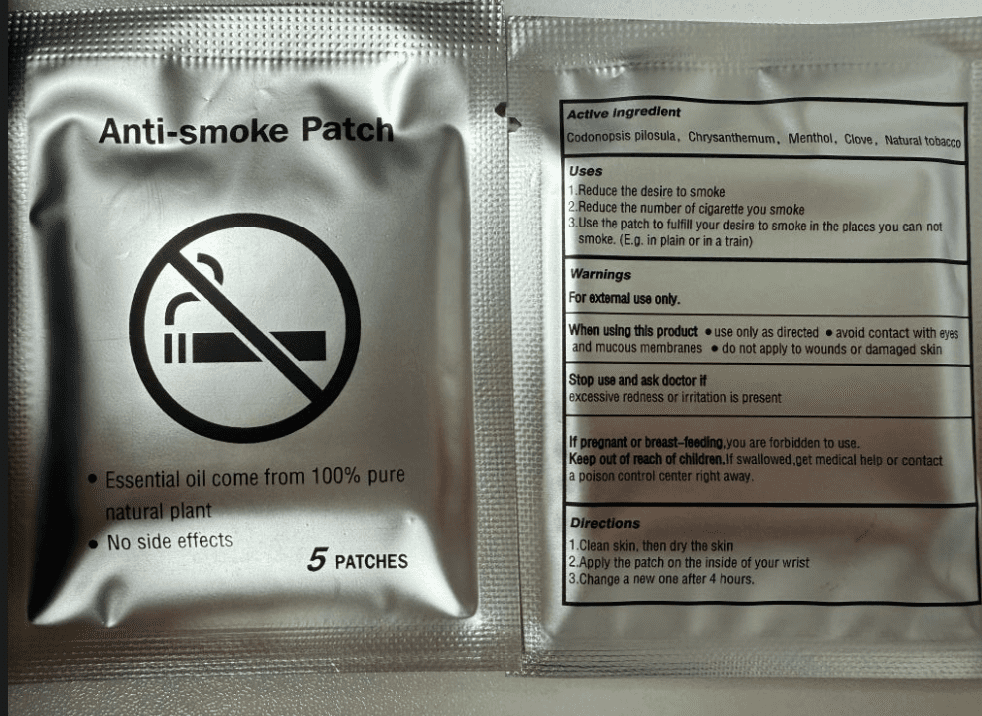 Anti-smoke Patch
• Essential oil come from 100% pure
natural plant
• No side effects
5 PATCHES
Active ingredient
Codonopsis pilosula, Chrysanthemum, Menthol, Clove, Natural tobacco
Uses
1.Reduce the desire to smoke
2.Reduce the number of cigarette you smoke
3.Use the patch to fulfill your desire to smoke in the places you can not
smoke. (E.g. in plain or in a train)
Warnings
For external use only.
When using this product • use only as directed • avoid contact with eyes
and mucous membranes • do not apply to wounds or damaged skin
Stop use and ask doctor if
excessive redness or irritation is present
If pregnant or breast-feeding,you are forbidden to use.
Keep out of reach of children.If swallowed,get medical help or contact
a poison control center right away.
Directions
1.Clean skin, then dry the skin
2.Apply the patch on the inside of your wrist
3.Change a new one after 4 hours.